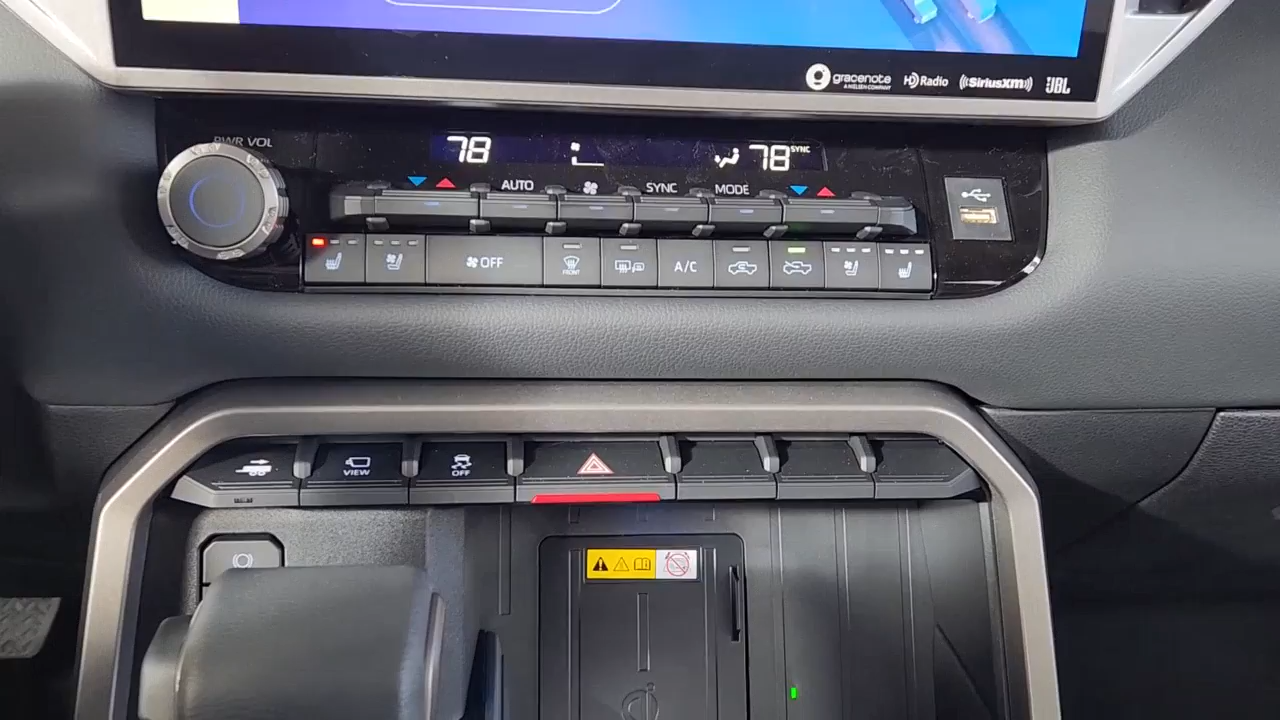 gracenote
A NIELSEN COMPANY
HD Radio
SiriusXM
JBL
PWR VOL
78
78
SYNC
AUTO
SYNC
MODE
OFF
FRONT
A/C
VIEW
OFF